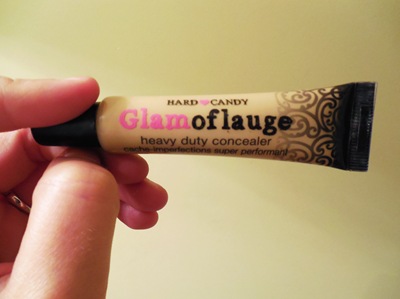 HARD CANDY
Glamoflauge
heavy duty concealer
cache-imperfections super performant